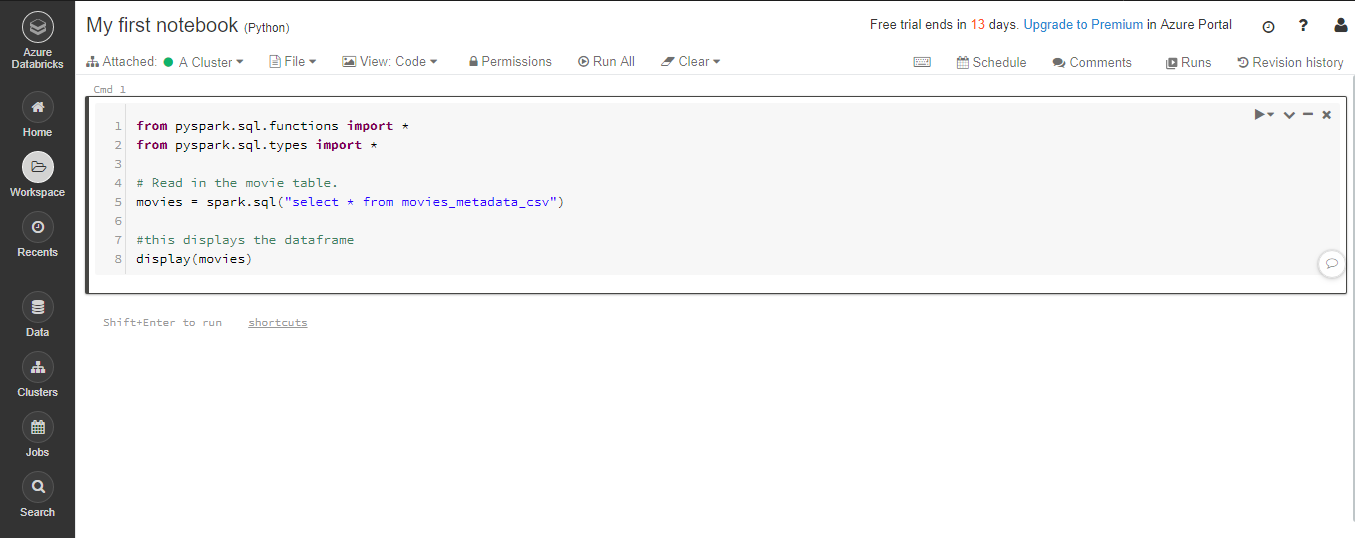 Azure Databricks
Home
Workspace
Recents
Data
Clusters
Jobs
Search
My first notebook (Python)
Free trial ends in 13 days. Upgrade to Premium in Azure Portal
?
Attached: A Cluster File View: Code Permissions Run All Clear Schedule Comments Runs Revision history
Cmd 1
1 from pyspark.sql.functions import *
2 from pyspark.sql.types import *
3
4 # Read in the movie table.
5 movies = spark.sql("select * from movies_metadata_csv")
6
7 #this displays the dataframe
8 display(movies)
Shift+Enter to run shortcuts